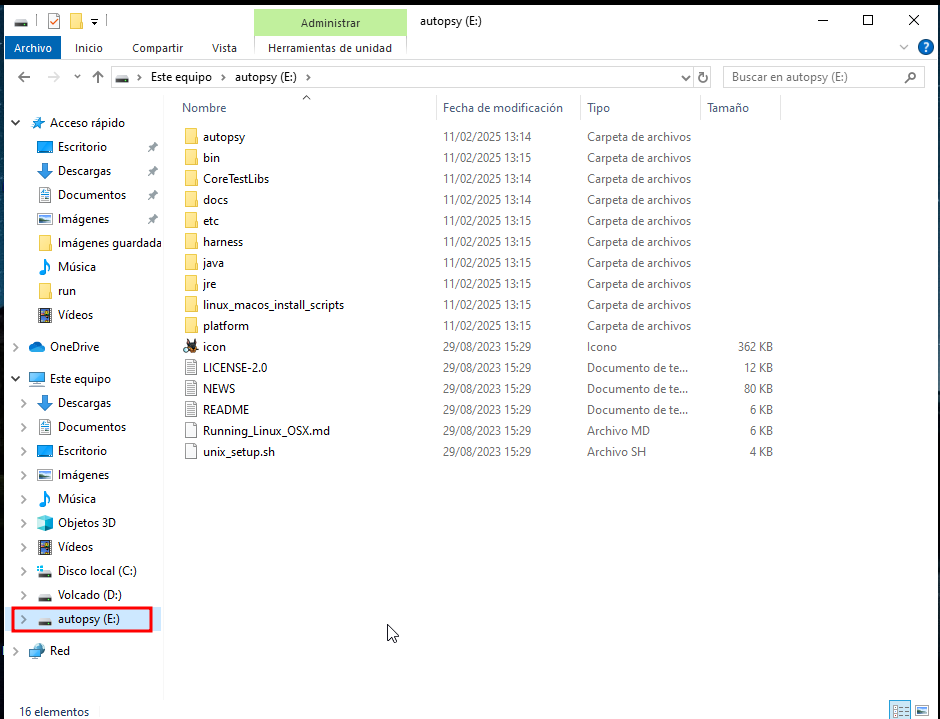 Administrar
autopsy (E:)
Archivo
Inicio
Compartir
Vista
Herramientas de unidad
Este equipo
autopsy (E:)
Buscar en autopsy (E:)
Acceso rápido
Escritorio
Descargas
Documentos
Imágenes
Imágenes guardada
Música
run
Vídeos
OneDrive
Este equipo
Descargas
Documentos
Escritorio
Imágenes
Música
Objetos 3D
Vídeos
Disco local (C:)
Volcado (D:)
autopsy (E:)
Red
Nombre Fecha de modificación Tipo Tamaño
autopsy 11/02/2025 13:14 Carpeta de archivos
bin 11/02/2025 13:15 Carpeta de archivos
CoreTestLibs 11/02/2025 13:14 Carpeta de archivos
docs 11/02/2025 13:14 Carpeta de archivos
etc 11/02/2025 13:15 Carpeta de archivos
harness 11/02/2025 13:15 Carpeta de archivos
java 11/02/2025 13:15 Carpeta de archivos
jre 11/02/2025 13:15 Carpeta de archivos
linux_macos_install_scripts 11/02/2025 13:15 Carpeta de archivos
platform 11/02/2025 13:15 Carpeta de archivos
icon 29/08/2023 15:29 Icono 362 KB
LICENSE-2.0 29/08/2023 15:29 Documento de te... 12 KB
NEWS 29/08/2023 15:29 Documento de te... 80 KB
README 29/08/2023 15:29 Documento de te... 6 KB
Running_Linux_OSX.md 29/08/2023 15:29 Archivo MD 6 KB
unix_setup.sh 29/08/2023 15:29 Archivo SH 4 KB
16 elementos